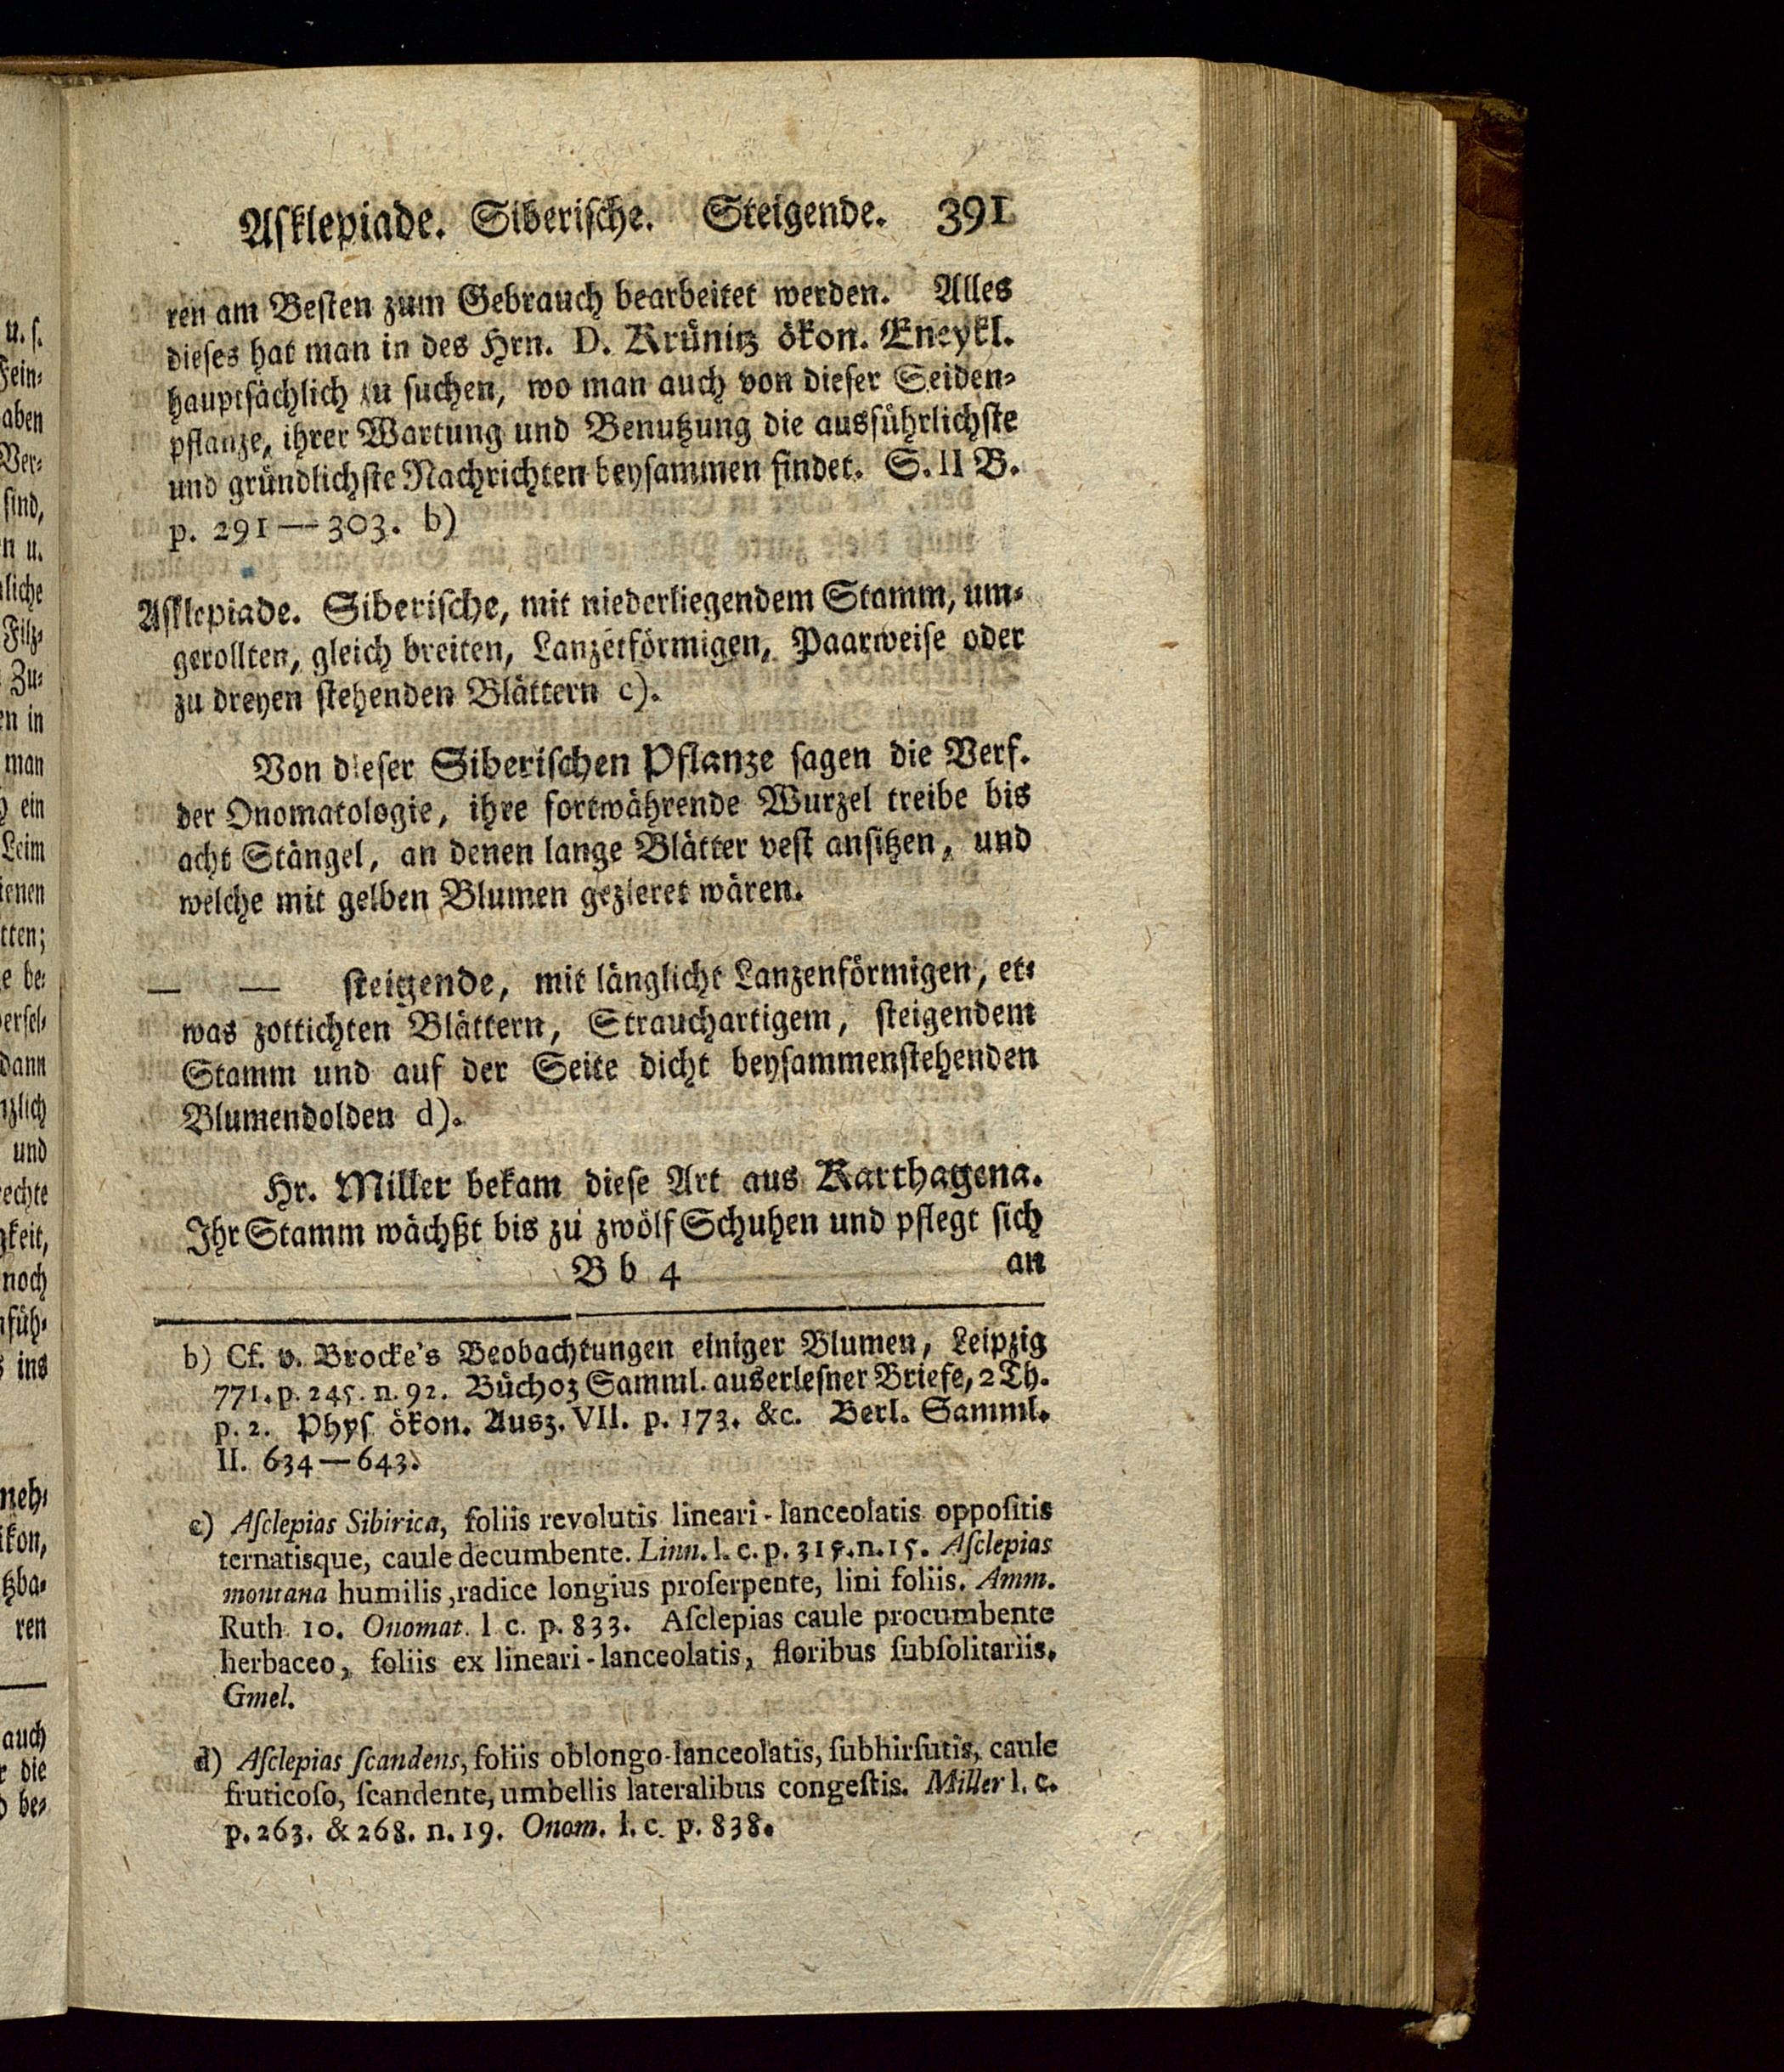 Aſklepiade. Siberiſche. Steigende. 391
ren am Beſten zum Gebrauch bearbeitet werden. Alles
dieſes hat man in des Hrn. D. Krünitz ökon. Eneykl.
hauptſächlich zu ſuchen, wo man auch von dieſer Seiden⸗
pflanze, ihrer Wartung und Benutzung die ausführlichſte
und gründlichſte Nachrichten beyſammen findet. S. II B.
p. 291 — 303. b)
Aſklepiade. Siberiſche, mit niederliegendem Stamm, um⸗
gerollten, gleich breiten, Lanzetförmigen, Paarweiſe oder
zu dreyen ſtehenden Blättern c).
Von dieſer Siberiſchen Pflanze ſagen die Verf.
der Onomatologie, ihre fortwährende Wurzel treibe bis
acht Stängel, an denen lange Blätter veſt anſitzen, und
welche mit gelben Blumen gezieret wären.
— — ſteigende, mit länglicht Lanzenförmigen, et⸗
was zottichten Blättern, Strauchartigem, ſteigendem
Stamm und auf der Seite dicht beyſammenſtehenden
Blumendolden d).
Hr. Miller bekam dieſe Art aus Karthagena.
Ihr Stamm wächßt bis zu zwölf Schuhen und pflegt ſich
B b 4 an
b) Cf. v. Brocke's Beobachtungen einiger Blumen, Leipzig
771. p. 245. n. 92. Büchoz Samml. auserleſner Briefe, 2 Th.
p. 2. Phyſ ökon. Ausz. VII. p. 173. &c. Berl. Samml.
II. 634—643.
c) Aſclepias Sibirica, foliis revolutis lineari-lanceolatis oppoſitis
ternatisque, caule decumbente. Linn. l. c. p. 315. n. 15. Aſclepias
montana humilis, radice longius proſerpente, lini foliis. Amm.
Ruth. 10. Onomat. l c. p. 833. Aſclepias caule procumbente
herbaceo, foliis ex lineari-lanceolatis, floribus ſubſolitariis.
Gmel.
d) Aſclepias ſcandens, foliis oblongo-lanceolatis, ſubhirſutis, caule
fruticoſo, ſcandente, umbellis lateralibus congeſtis. Miller l. c.
p. 263. & 268. n. 19. Onom. l. c. p. 838.